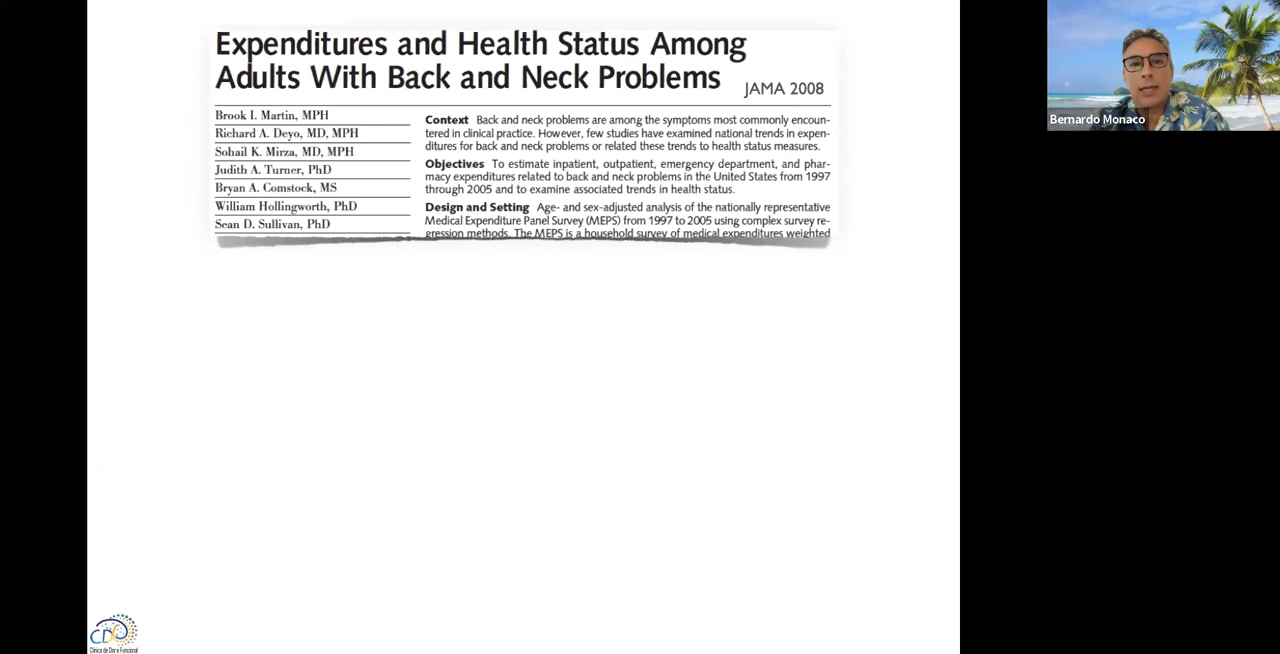 Expenditures and Health Status Among
Adults With Back and Neck Problems
JAMA 2008
Brook I. Martin, MPH
Richard A. Deyo, MD, MPH
Sohail K. Mirza, MD, MPH
Judith A. Turner, PhD
Bryan A. Comstock, MS
William Hollingworth, PhD
Sean D. Sullivan, PhD
Context Back and neck problems are among the symptoms most commonly encoun-
tered in clinical practice. However, few studies have examined national trends in expen-
ditures for back and neck problems or related these trends to health status measures.
Objectives To estimate inpatient, outpatient, emergency department, and phar-
macy expenditures related to back and neck problems in the United States from 1997
through 2005 and to examine associated trends in health status.
Design and Setting Age- and sex-adjusted analysis of the nationally representative
Medical Expenditure Panel Survey (MEPS) from 1997 to 2005 using complex survey re-
gression methods. The MEPS is a household survey of medical expenditures weighted
Bernardo Monaco
CD
Clínica de Dor e Funcional